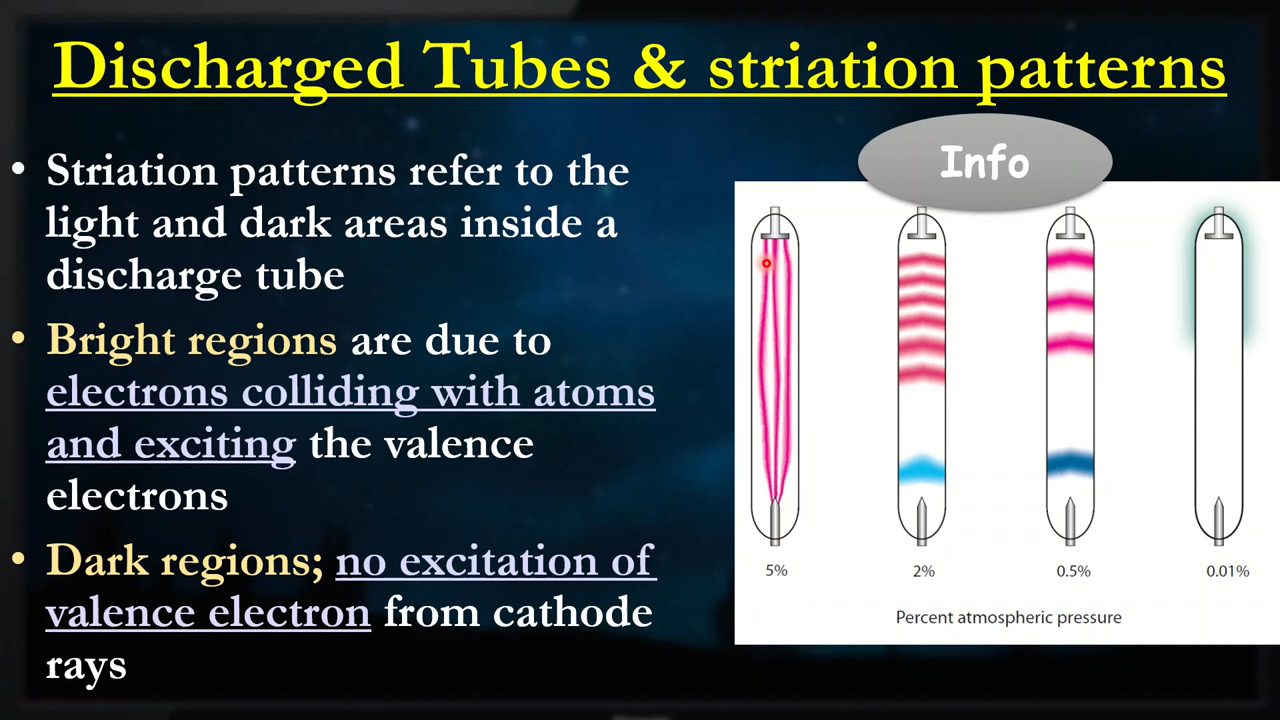 Discharged Tubes & striation patterns
• Striation patterns refer to the
light and dark areas inside a
discharge tube
• Bright regions are due to
electrons colliding with atoms
and exciting the valence
electrons
• Dark regions; no excitation of
valence electron from cathode
rays
Info
5% 2% 0.5% 0.01%
Percent atmospheric pressure